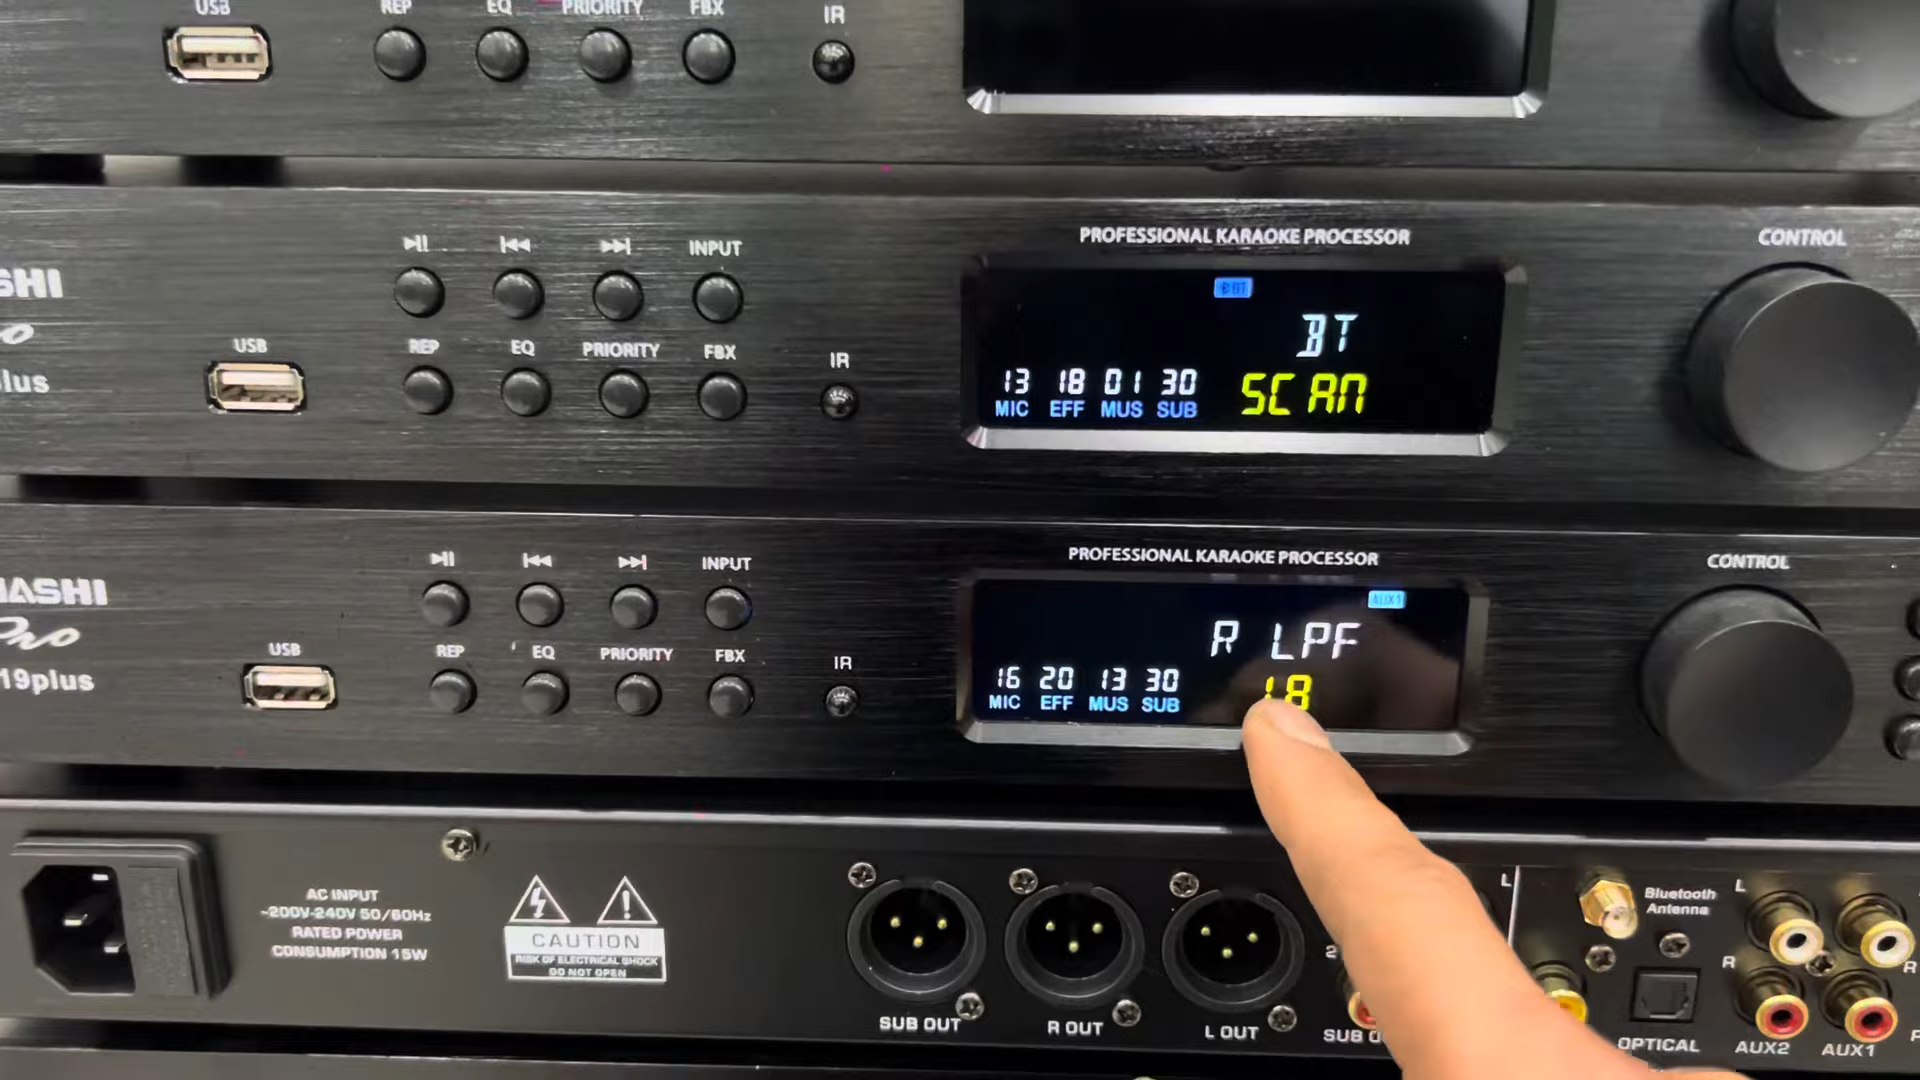 USB REP EQ PRIORITY FBX IR
PROFESSIONAL KARAOKE PROCESSOR CONTROL
INPUT
SHI
USB REP EQ PRIORITY FBX IR
lus
BT
BT
13 18 01 30 SCAN
MIC EFF MUS SUB
PROFESSIONAL KARAOKE PROCESSOR CONTROL
INPUT
ASHI
Pro
19plus
USB REP EQ PRIORITY FBX IR
AUX1
R LPF
16 20 13 30 18
MIC EFF MUS SUB
AC INPUT
~200V-240V 50/60Hz
RATED POWER
CONSUMPTION 15W
CAUTION
RISK OF ELECTRICAL SHOCK
DO NOT OPEN
SUB OUT R OUT L OUT SUB O
L
2
Bluetooth
Antenna
L
R
R
OPTICAL AUX2 AUX1